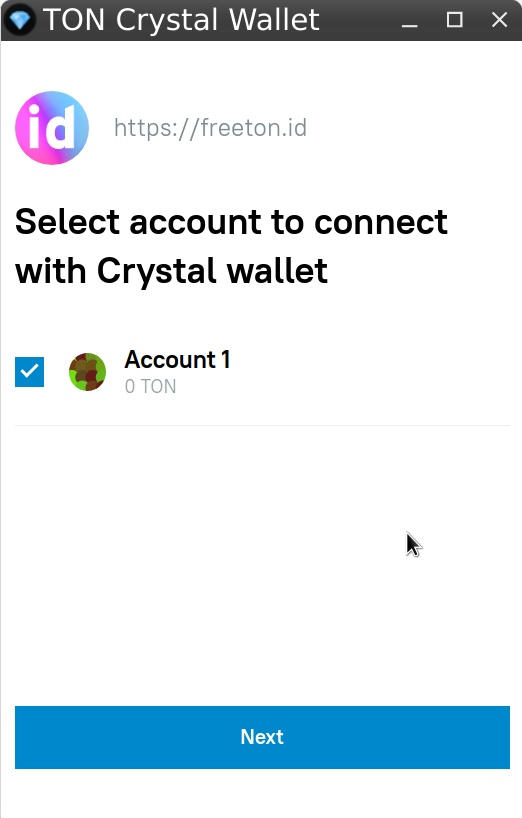 TON Crystal Wallet
id
https://freeton.id
Select account to connect
with Crystal wallet
Account 1
0 TON
Next